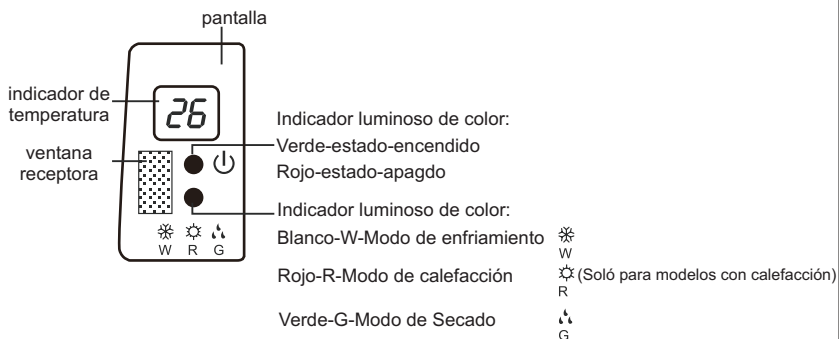 pantalla
indicador de
temperatura
26
ventana
receptora
W R G
Indicador luminoso de color:
Verde-estado-encendido
Rojo-estado-apagdo
Indicador luminoso de color:
Blanco-W-Modo de enfriamiento
W
Rojo-R-Modo de calefacción (Soló para modelos con calefacción)
R
Verde-G-Modo de Secado
G